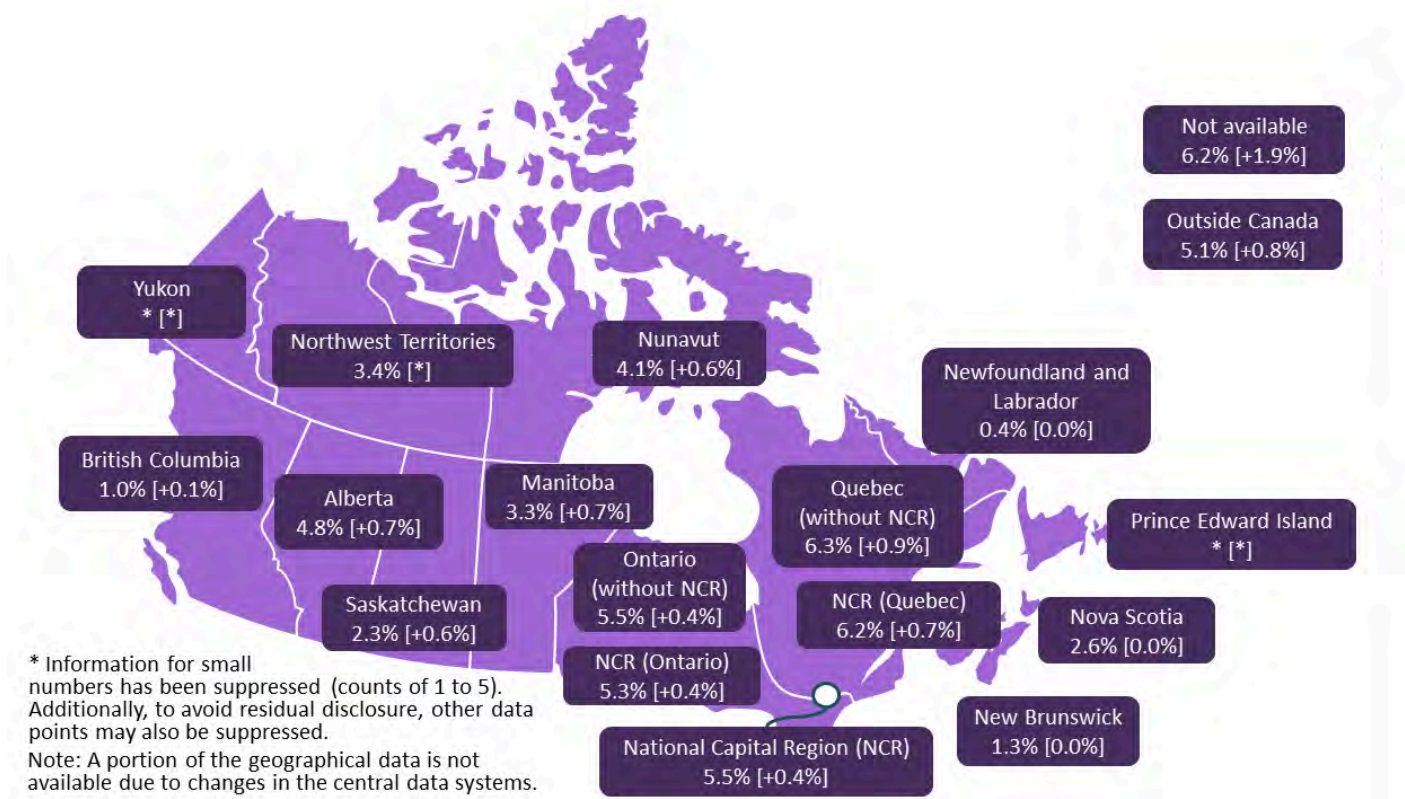 Not available
6.2% [+1.9%]
Outside Canada
5.1% [+0.8%]
Yukon
* [*]
Northwest Territories
3.4% [*]
Nunavut
4.1% [+0.6%]
Newfoundland and
Labrador
0.4% [0.0%]
British Columbia
1.0% [+0.1%]
Alberta
4.8% [+0.7%]
Manitoba
3.3% [+0.7%]
Quebec
(without NCR)
6.3% [+0.9%]
Prince Edward Island
* [*]
Ontario
(without NCR)
5.5% [+0.4%]
Saskatchewan
2.3% [+0.6%]
NCR (Quebec)
6.2% [+0.7%]
Nova Scotia
2.6% [0.0%]
NCR (Ontario)
5.3% [+0.4%]
New Brunswick
1.3% [0.0%]
National Capital Region (NCR)
5.5% [+0.4%]
* Information for small
numbers has been suppressed (counts of 1 to 5).
Additionally, to avoid residual disclosure, other data
points may also be suppressed.
Note: A portion of the geographical data is not
available due to changes in the central data systems.